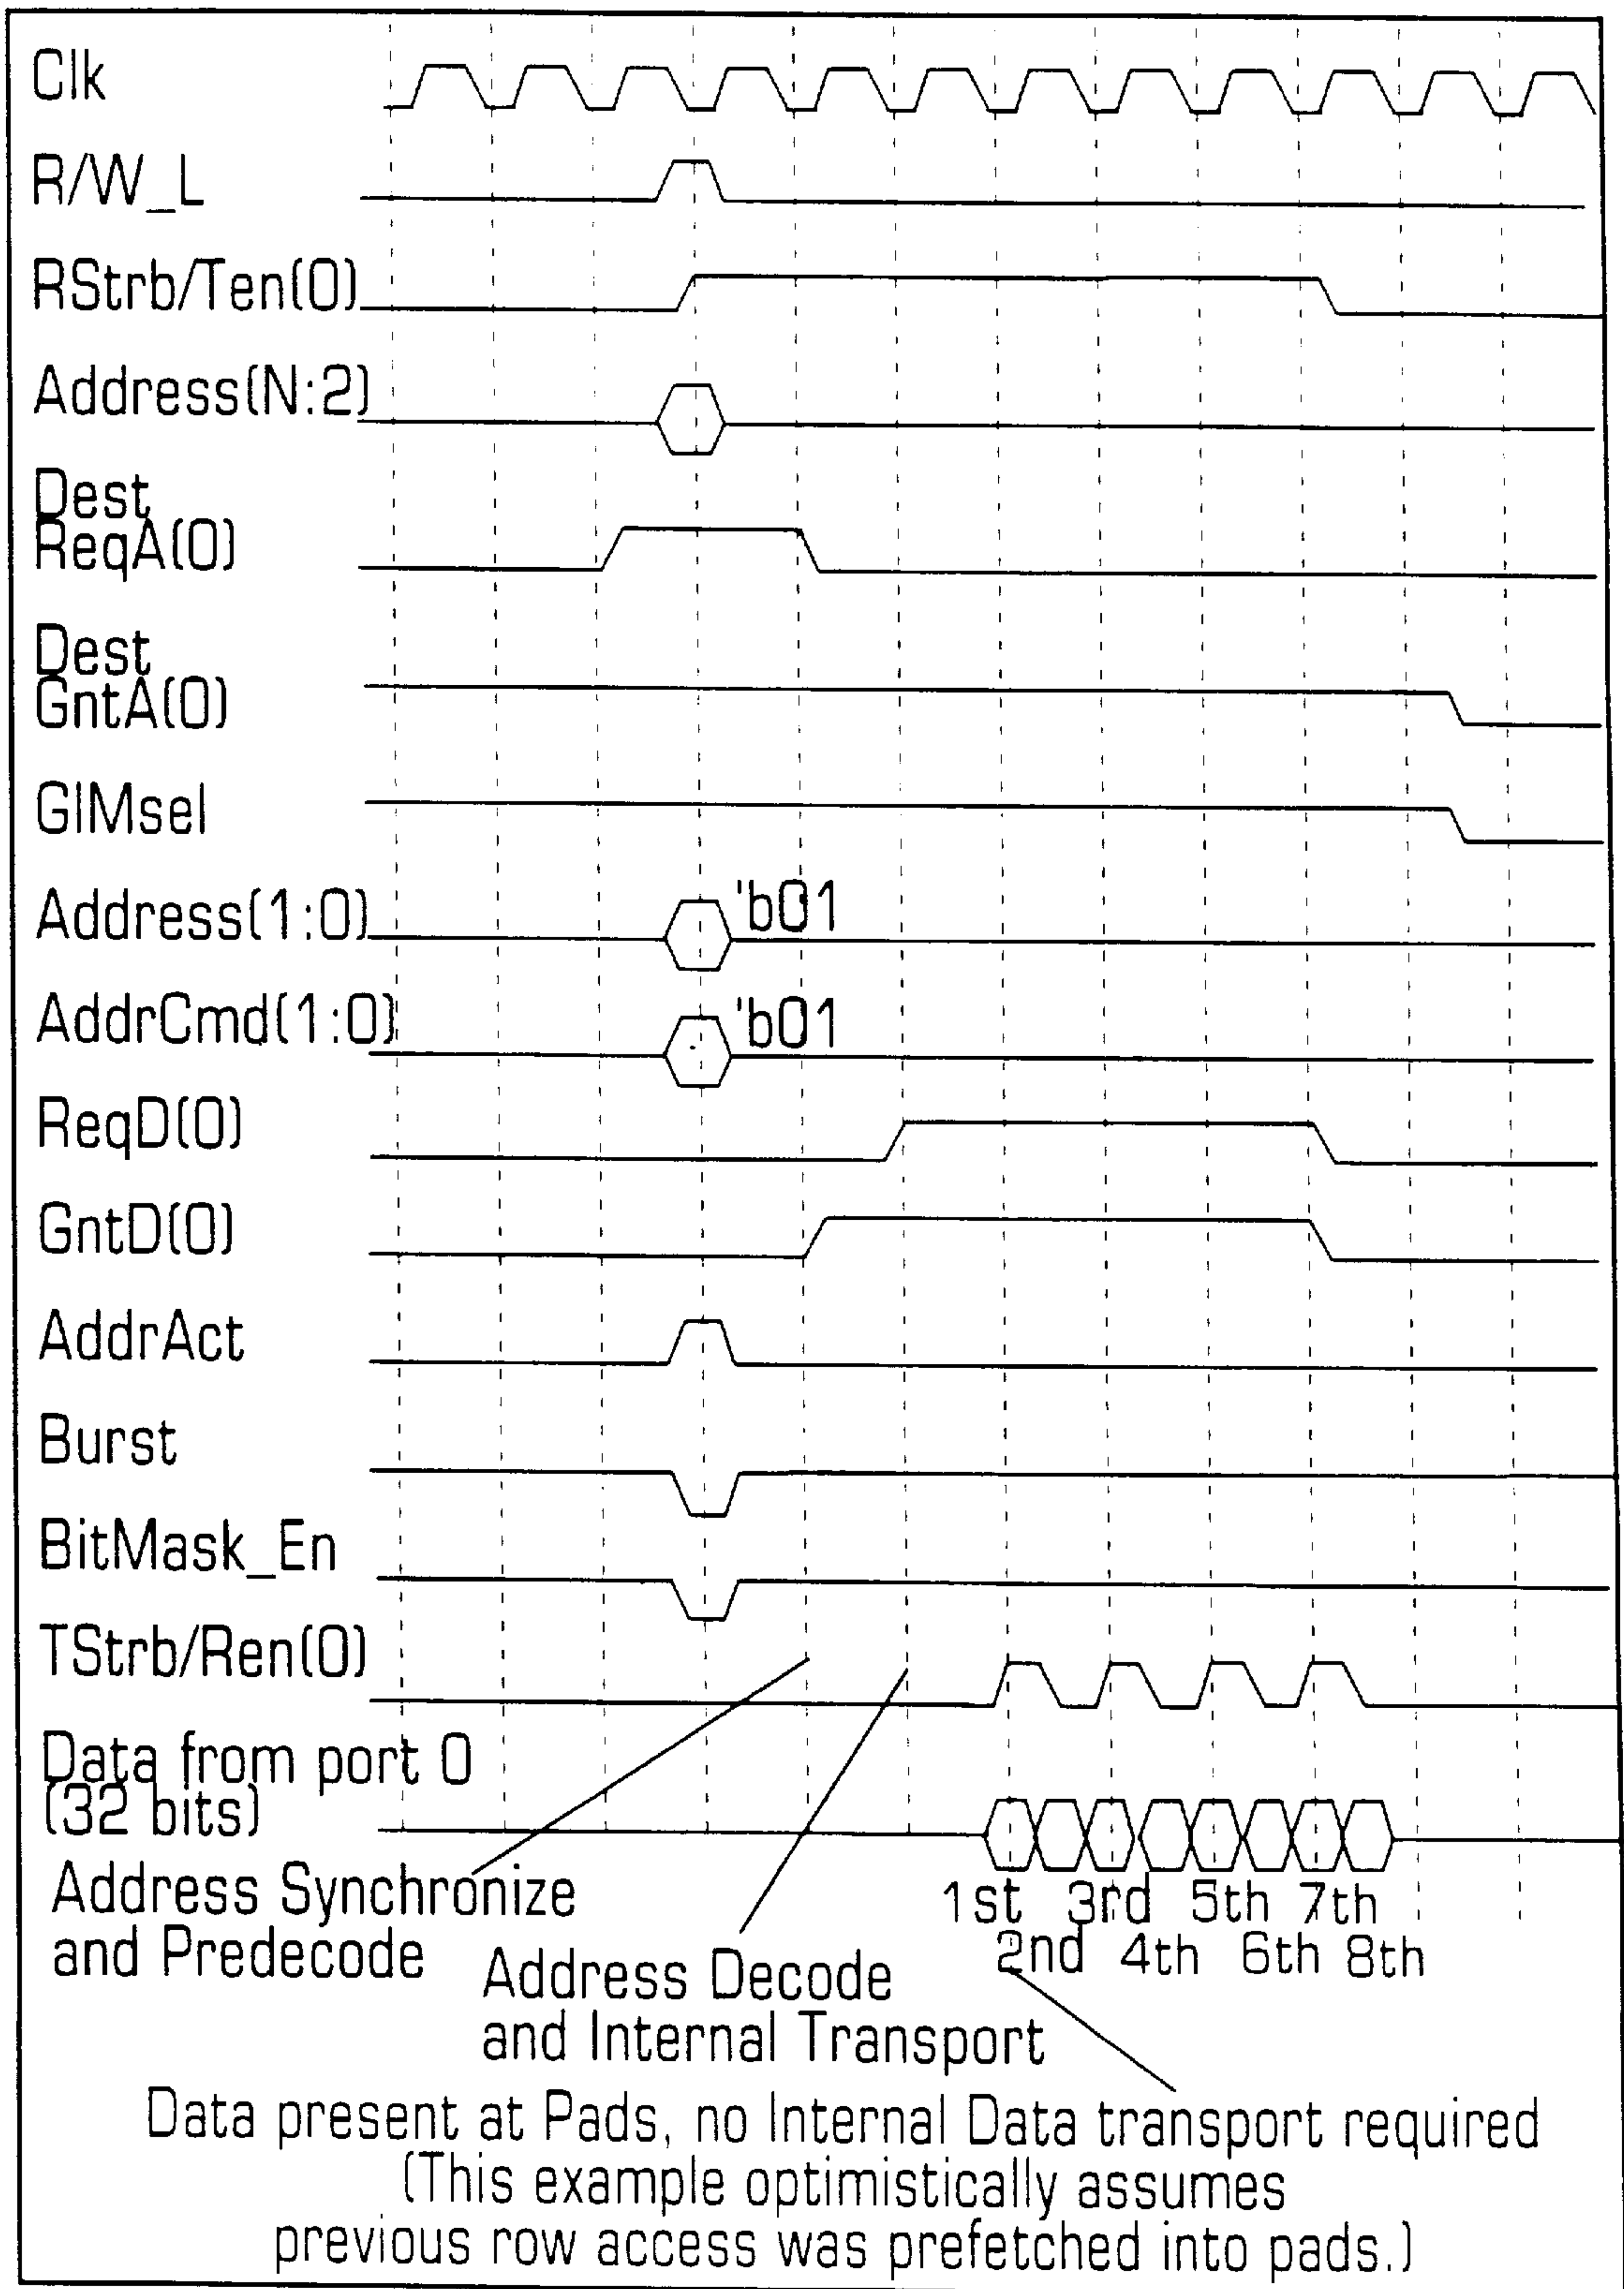 Clk
R/W_L
RStrb/Ten(0)
Address(N:2)
Dest
ReqA(0)
Dest
GntA(0)
GIMsel
Address(1:0)
'b01
AddrCmd(1:0)
'b01
ReqD(0)
GntD(0)
AddrAct
Burst
BitMask_En
TStrb/Ren(0)
Data from port 0
(32 bits)
1st 3rd 5th 7th
2nd 4th 6th 8th
Address Synchronize
and Predecode
Address Decode
and Internal Transport
Data present at Pads, no Internal Data transport required
(This example optimistically assumes
previous row access was prefetched into pads.)